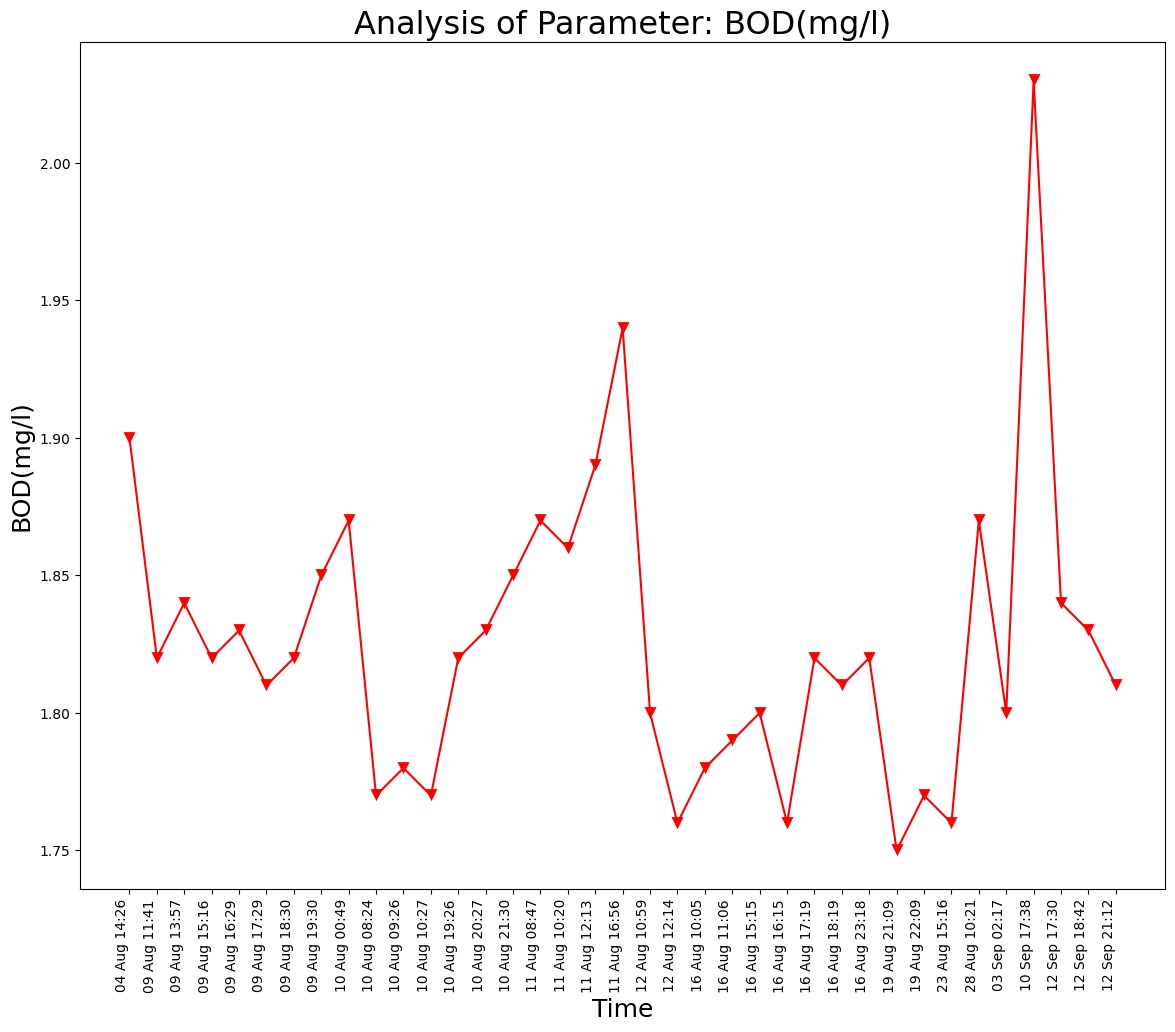 Analysis of Parameter: BOD(mg/l)
BOD(mg/l)
2.00
1.95
1.90
1.85
1.80
1.75
04 Aug 14:26
09 Aug 11:41
09 Aug 13:57
09 Aug 15:16
09 Aug 16:29
09 Aug 17:29
09 Aug 18:30
09 Aug 19:30
10 Aug 00:49
10 Aug 08:24
10 Aug 09:26
10 Aug 10:27
10 Aug 19:26
10 Aug 20:27
10 Aug 21:30
11 Aug 08:47
11 Aug 10:20
11 Aug 12:13
11 Aug 16:56
12 Aug 10:59
12 Aug 12:14
16 Aug 10:05
16 Aug 11:06
16 Aug 15:15
16 Aug 16:15
16 Aug 17:19
16 Aug 18:19
16 Aug 23:18
19 Aug 21:09
19 Aug 22:09
23 Aug 15:16
28 Aug 10:21
03 Sep 02:17
10 Sep 17:38
12 Sep 17:30
12 Sep 18:42
12 Sep 21:12
Time